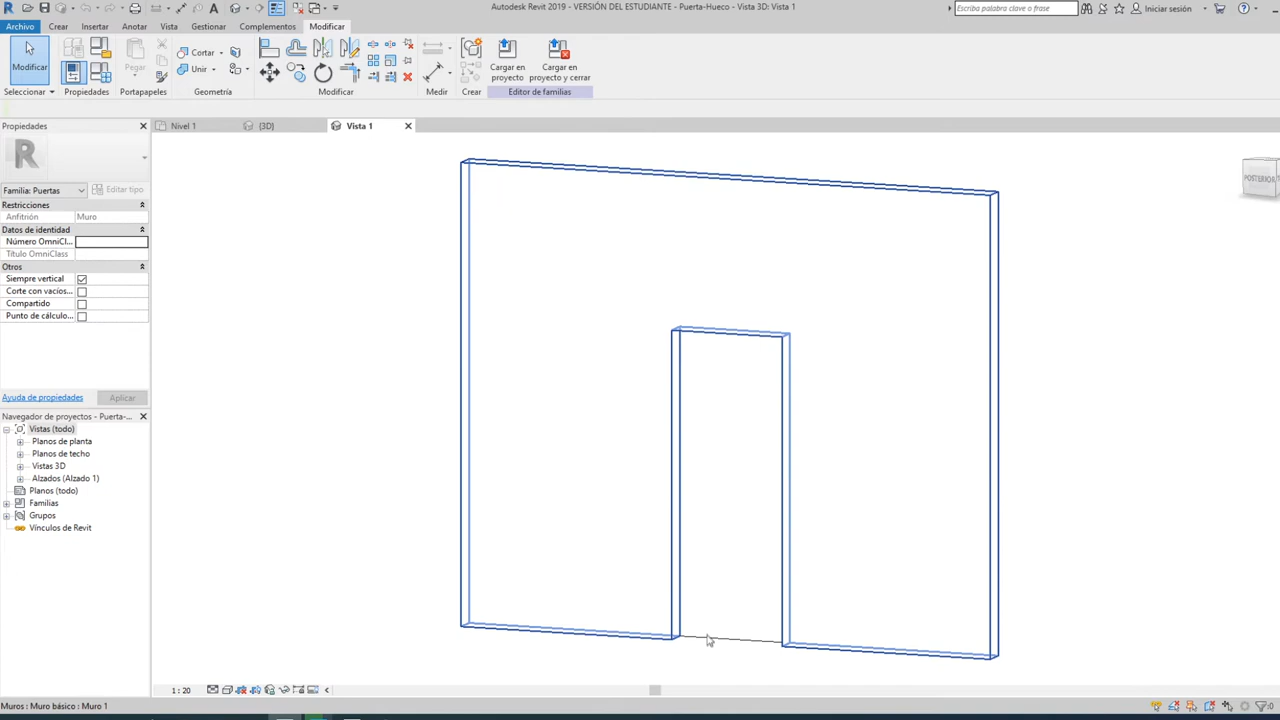 Autodesk Revit 2019 - VERSIÓN DEL ESTUDIANTE - Puerta-Hueco - Vista 3D: Vista 1
Escriba palabra clave o frase
Iniciar sesión
Archivo Crear Insertar Anotar Vista Gestionar Complementos Modificar
Modificar
Pegar
Cortar
Unir
Cargar en
proyecto
Cargar en
proyecto y cerrar
Seleccionar Propiedades Portapapeles Geometría Modificar Medir Crear Editor de familias
Propiedades
Nivel 1
{3D}
Vista 1
R
Familia: Puertas
Editar tipo
Restricciones
Anfitrión Muro
Datos de identidad
Número OmniCl...
Título OmniClass
Otros
Siempre vertical
Corte con vacíos...
Compartido
Punto de cálculo...
Ayuda de propiedades
Aplicar
Navegador de proyectos - Puerta-...
Vistas (todo)
Planos de planta
Planos de techo
Vistas 3D
Alzados (Alzado 1)
Planos (todo)
Familias
Grupos
Vínculos de Revit
POSTERIOR
1 : 20
Muros : Muro básico : Muro 1
:0